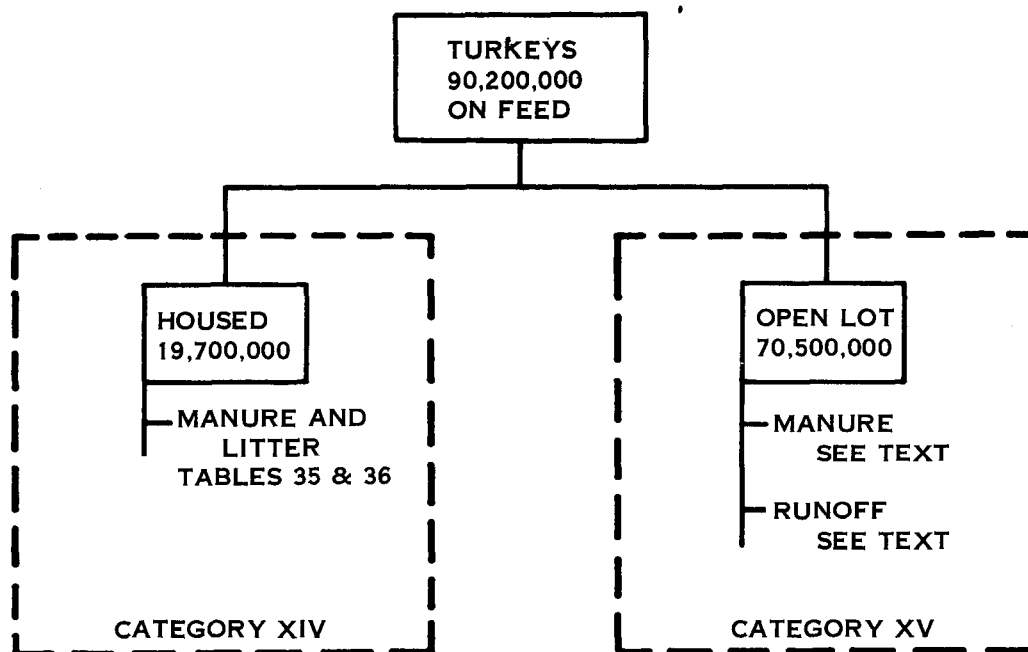 TURKEYS
90,200,000
ON FEED
HOUSED
19,700,000
MANURE AND
LITTER
TABLES 35 & 36
CATEGORY XIV
OPEN LOT
70,500,000
MANURE
SEE TEXT
RUNOFF
SEE TEXT
CATEGORY XV